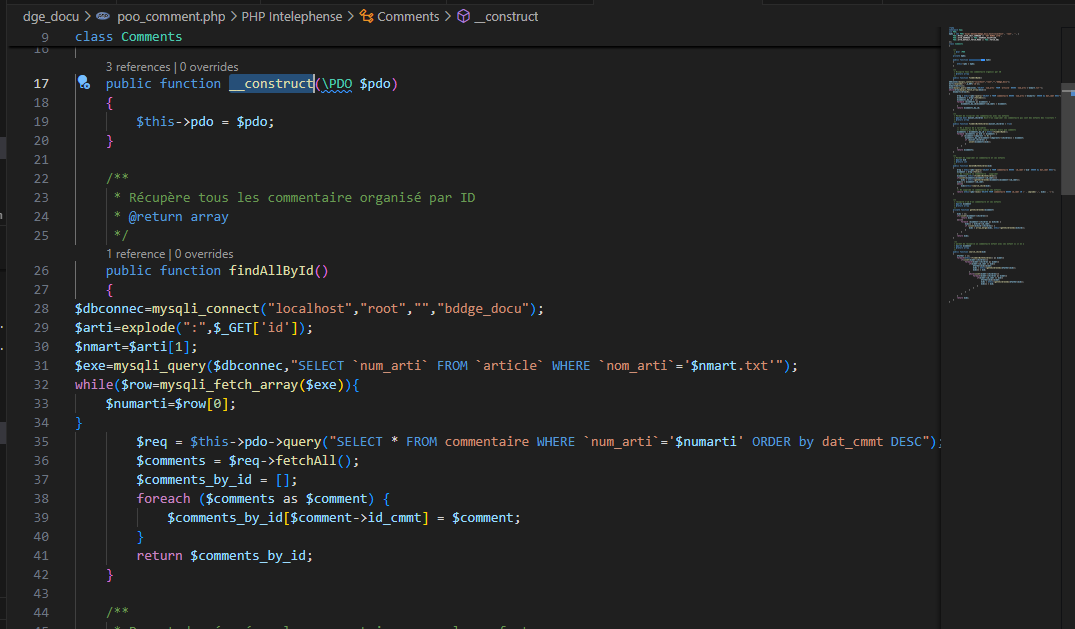 dge_docu > poo_comment.php > PHP Intelephense > Comments > __construct
9 class Comments
16
3 references | 0 overrides
17 public function __construct(\PDO $pdo)
18 {
19 $this->pdo = $pdo;
20 }
21
22 /**
23 * Récupère tous les commentaire organisé par ID
24 * @return array
25 */
1 reference | 0 overrides
26 public function findAllById()
27 {
28 $dbconnec=mysqli_connect("localhost","root","","bddge_docu");
29 $arti=explode(":",$_GET['id']);
30 $nmart=$arti[1];
31 $exe=mysqli_query($dbconnec,"SELECT `num_arti` FROM `article` WHERE `nom_arti`='$nmart.txt'");
32 while($row=mysqli_fetch_array($exe)){
33 $numarti=$row[0];
34 }
35 $req = $this->pdo->query("SELECT * FROM commentaire WHERE `num_arti`='$numarti' ORDER by dat_cmmt DESC");
36 $comments = $req->fetchAll();
37 $comments_by_id = [];
38 foreach ($comments as $comment) {
39 $comments_by_id[$comment->id_cmmt] = $comment;
40 }
41 return $comments_by_id;
42 }
43
44 /**